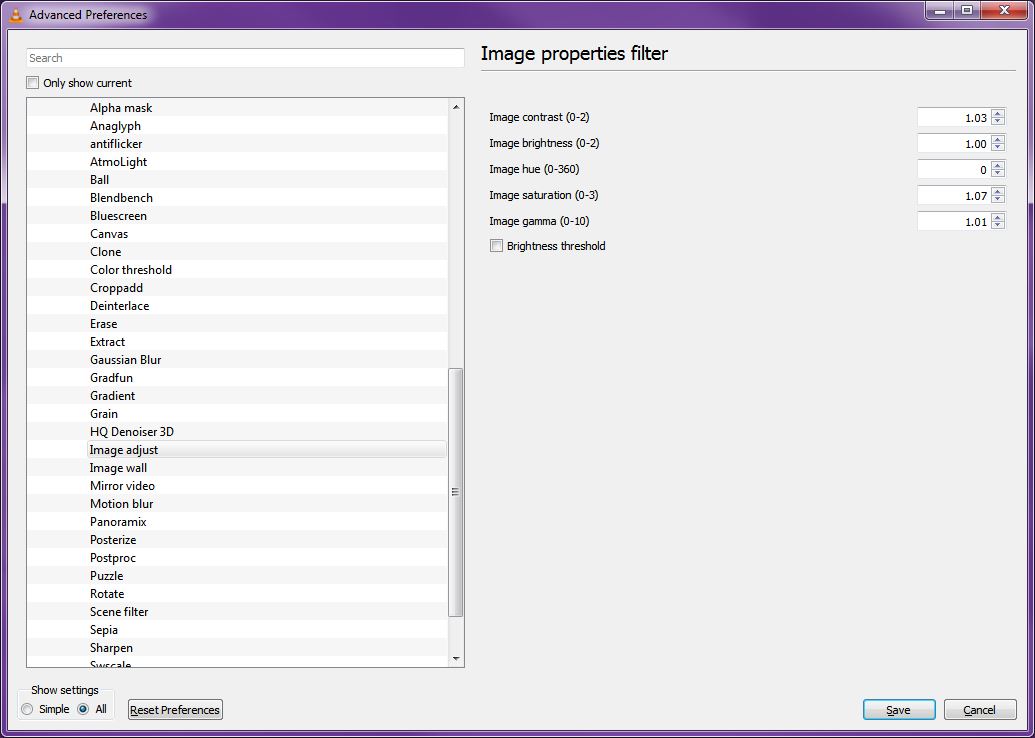 Advanced Preferences
Search
Only show current
Alpha mask
Anaglyph
antiflicker
AtmoLight
Ball
Blendbench
Bluescreen
Canvas
Clone
Color threshold
Croppadd
Deinterlace
Erase
Extract
Gaussian Blur
Gradfun
Gradient
Grain
HQ Denoiser 3D
Image adjust
Image wall
Mirror video
Motion blur
Panoramix
Posterize
Postproc
Puzzle
Rotate
Scene filter
Sepia
Sharpen
Swscale
Image properties filter
Image contrast (0-2) 1.03
Image brightness (0-2) 1.00
Image hue (0-360) 0
Image saturation (0-3) 1.07
Image gamma (0-10) 1.01
Brightness threshold
Show settings
Simple All Reset Preferences Save Cancel